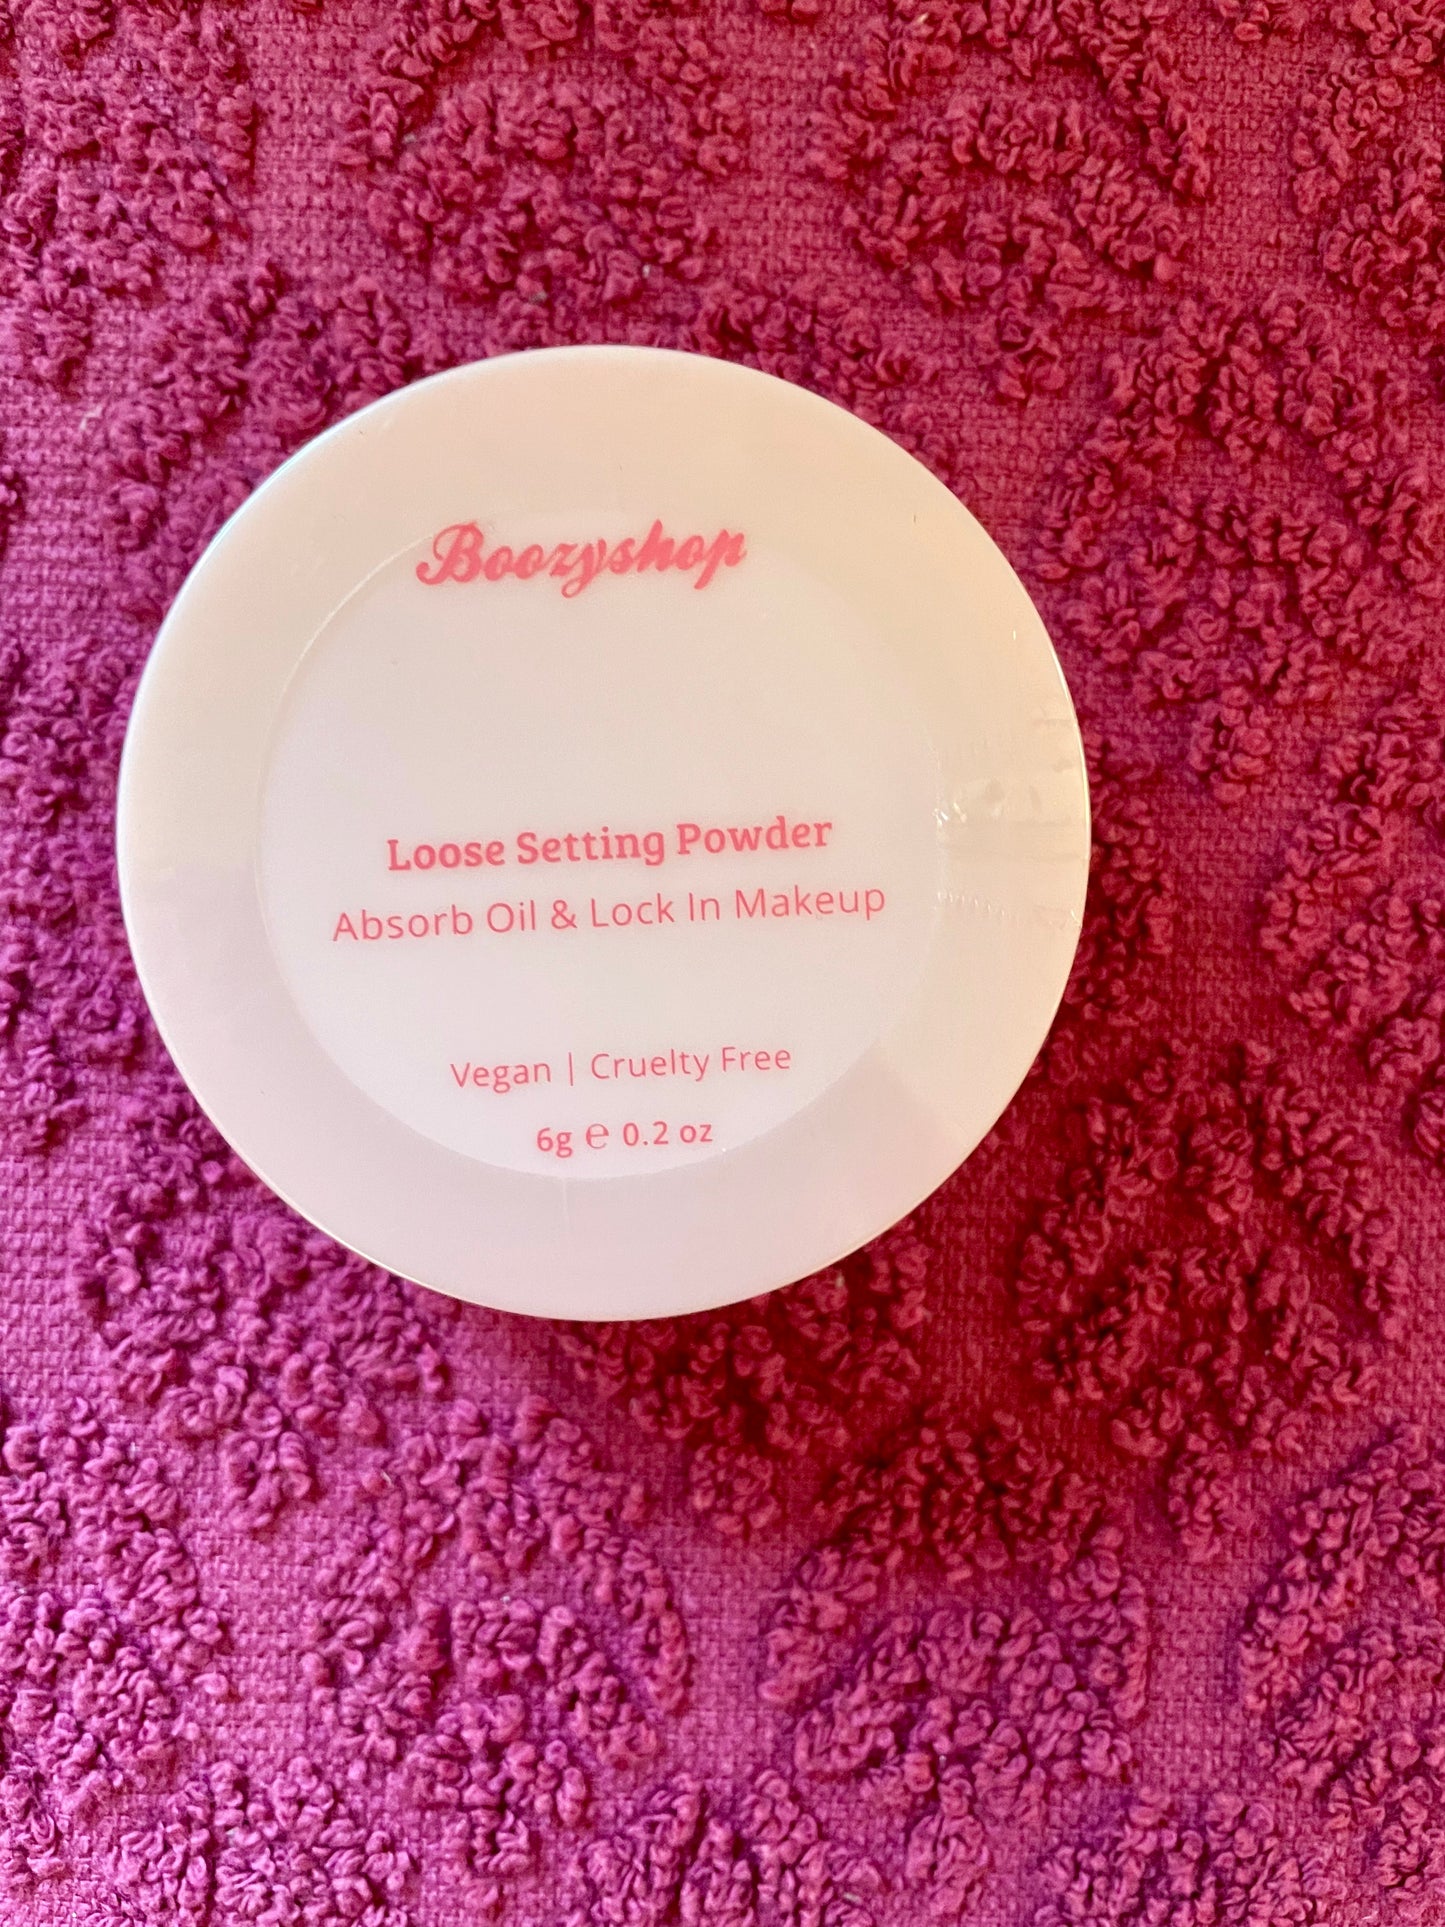 Boozyshop
Loose Setting Powder
Absorb Oil & Lock In Makeup
Vegan | Cruelty Free
6g ℮ 0.2 oz